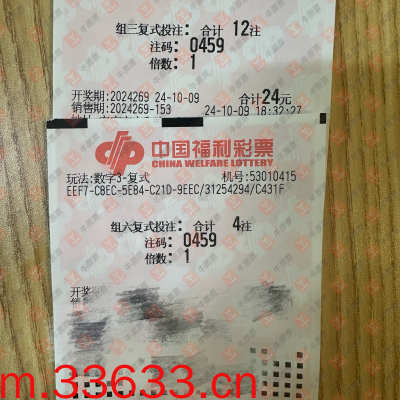 组三复式投注：合计 12注
注码：0459
倍数：1
开奖期:2024269 24-10-09 合计24元
销售期:2024269-153 24-10-09 18:32:27
中国福利彩票
CHINA WELFARE LOTTERY
玩法:数字3-复式 机号:53010415
EEF7-C8EC-5E84-C21D-9EEC/31254294/C431F
组六复式投注：合计 4注
注码：0459
倍数：1
开奖
m.33633.cn